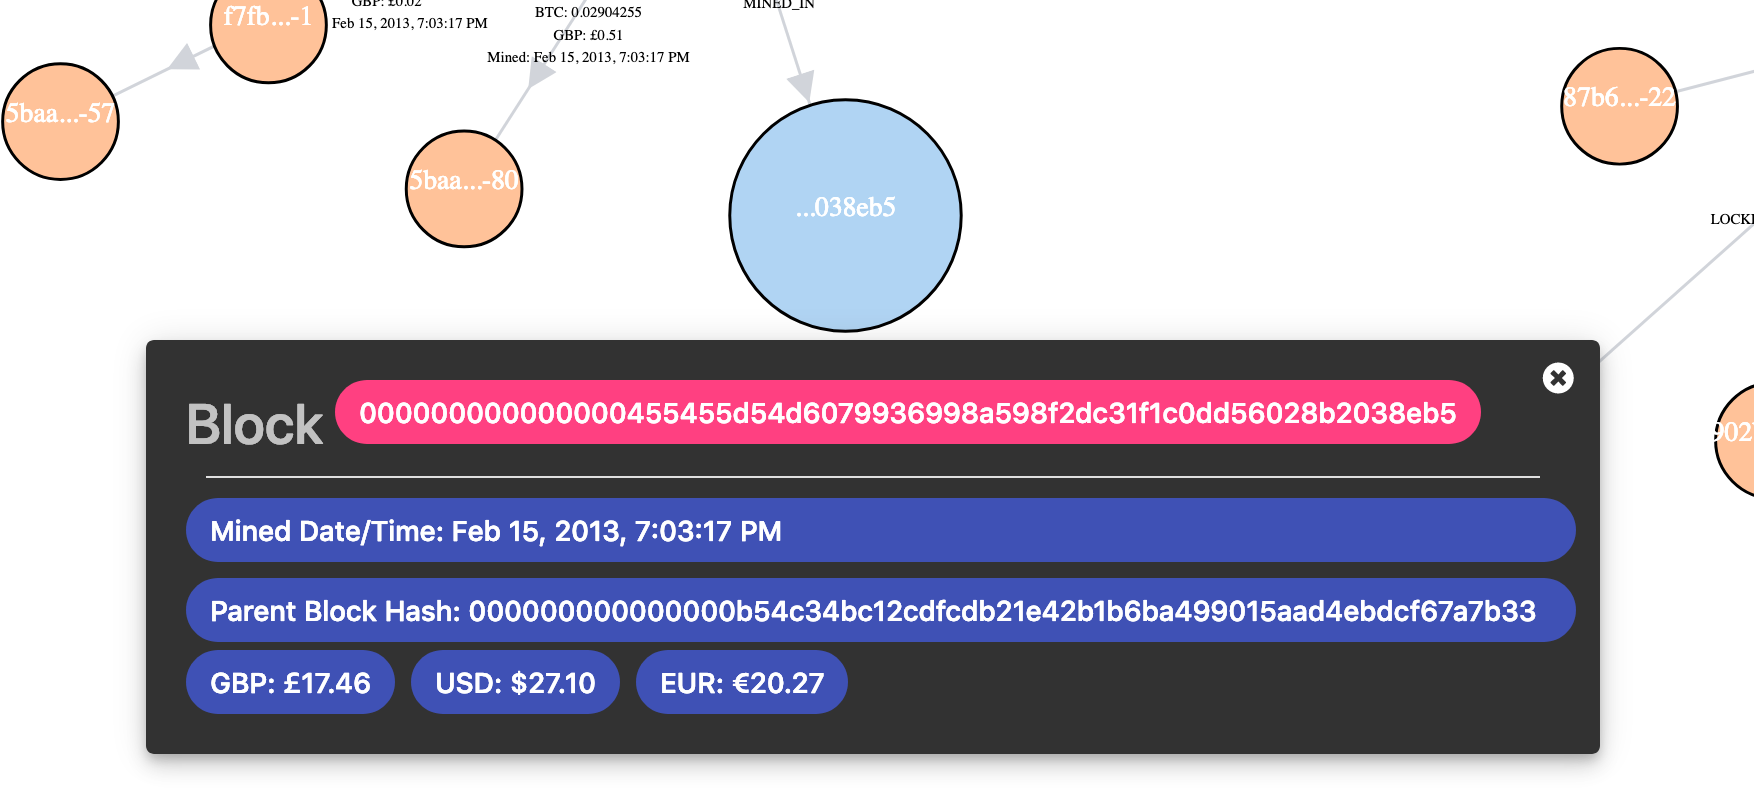 GBP: £0.02
Feb 15, 2013, 7:03:17 PM
f7fb...-1
BTC: 0.02904255
GBP: £0.51
Mined: Feb 15, 2013, 7:03:17 PM
MINED_IN
5baa...-57
5baa...-80
...038eb5
87b6...-22
LOCK
902
Block
000000000000000455455d54d6079936998a598f2dc31f1c0dd56028b2038eb5
Mined Date/Time: Feb 15, 2013, 7:03:17 PM
Parent Block Hash: 000000000000000b54c34bc12cdfcdb21e42b1b6ba499015aad4ebdcf67a7b33
GBP: £17.46
USD: $27.10
EUR: €20.27